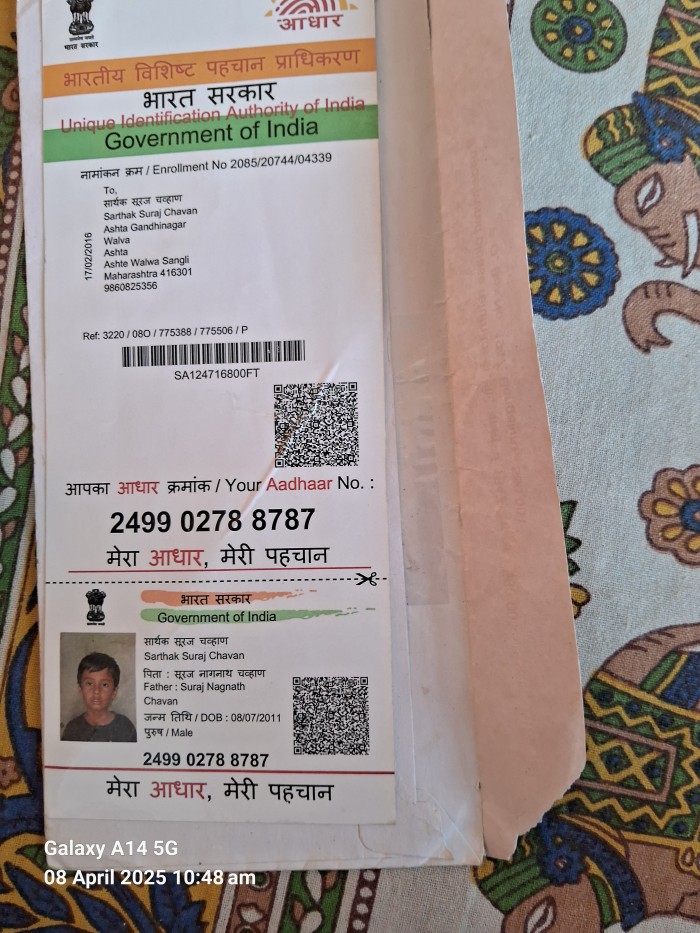 भारत सरकार
आधार
भारतीय विशिष्ट पहचान प्राधिकरण
भारत सरकार
Unique Identification Authority of India
Government of India
नामांकन क्रम / Enrollment No 2085/20744/04339
17/02/2016
To,
सार्थक सूरज चव्हाण
Sarthak Suraj Chavan
Ashta Gandhinagar
Walva
Ashta
Ashte Walwa Sangli
Maharashtra 416301
9860825356
Ref: 3220 / 08O / 775388 / 775506 / P
SA124716800FT
आपका आधार क्रमांक / Your Aadhaar No. :
2499 0278 8787
मेरा आधार, मेरी पहचान
भारत सरकार
Government of India
सार्थक सूरज चव्हाण
Sarthak Suraj Chavan
पिता : सूरज नागनाथ चव्हाण
Father : Suraj Nagnath
Chavan
जन्म तिथि / DOB : 08/07/2011
पुरुष / Male
2499 0278 8787
मेरा आधार, मेरी पहचान
Galaxy A14 5G
08 April 2025 10:48 am